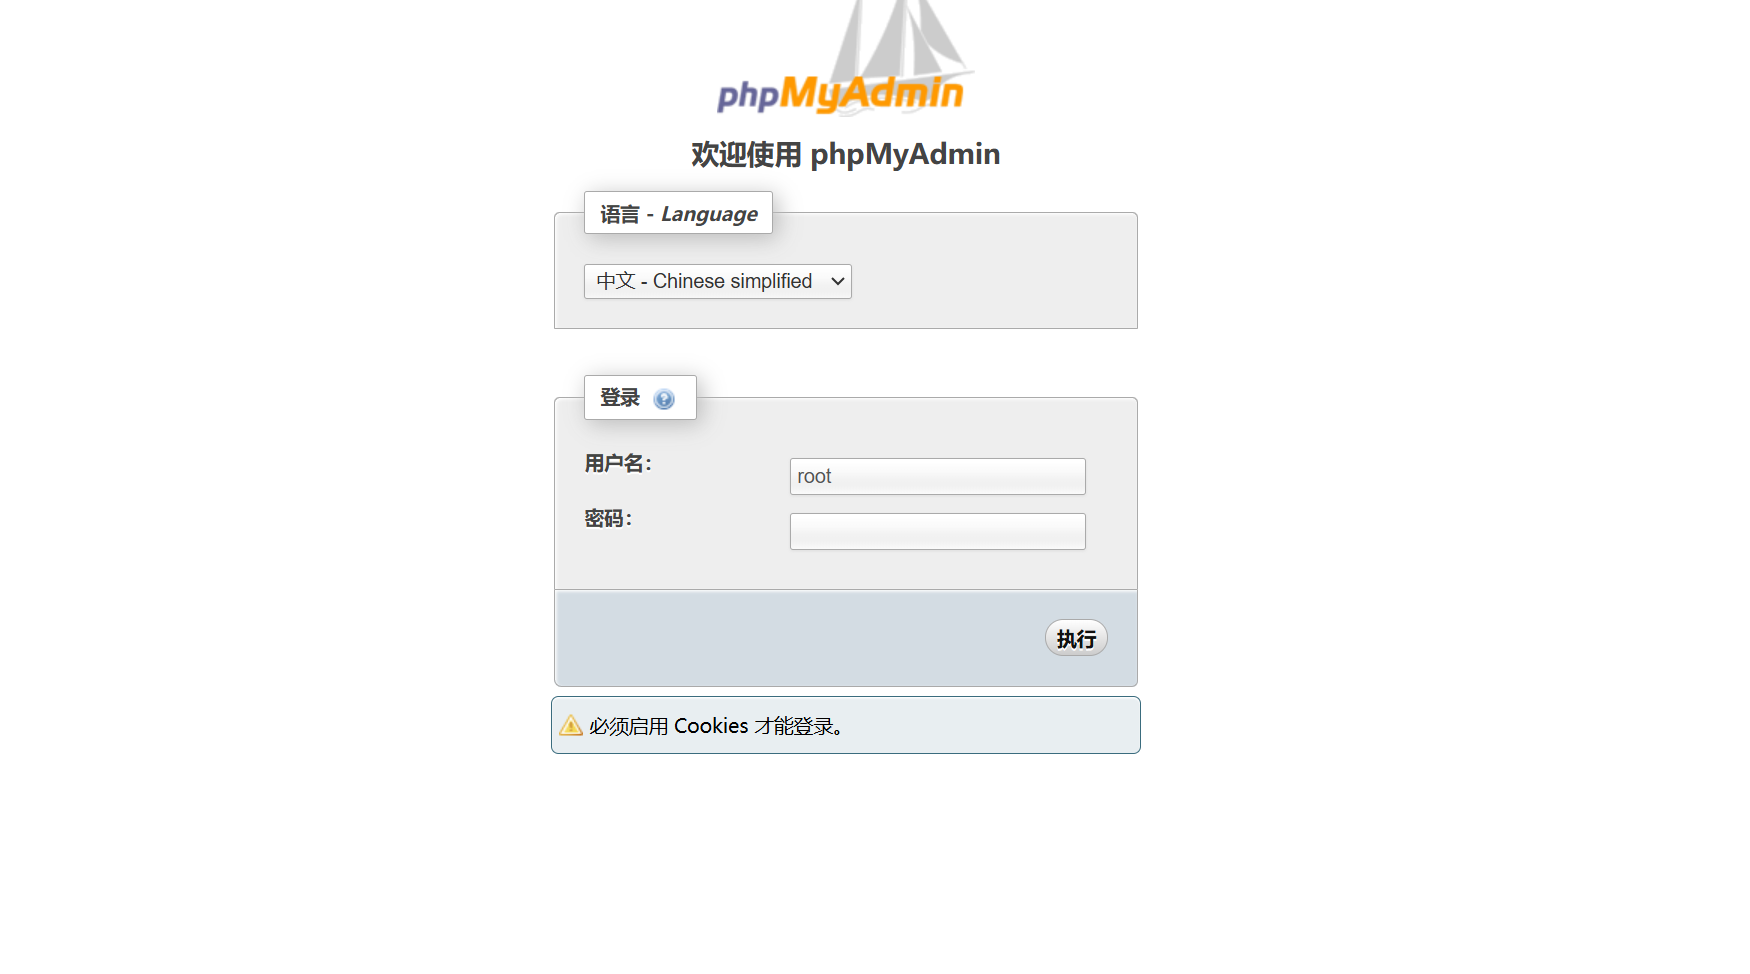 phpMyAdmin
欢迎使用 phpMyAdmin
语言 - Language
中文 - Chinese simplified
登录
用户名：
root
密码：
执行
必须启用 Cookies 才能登录。